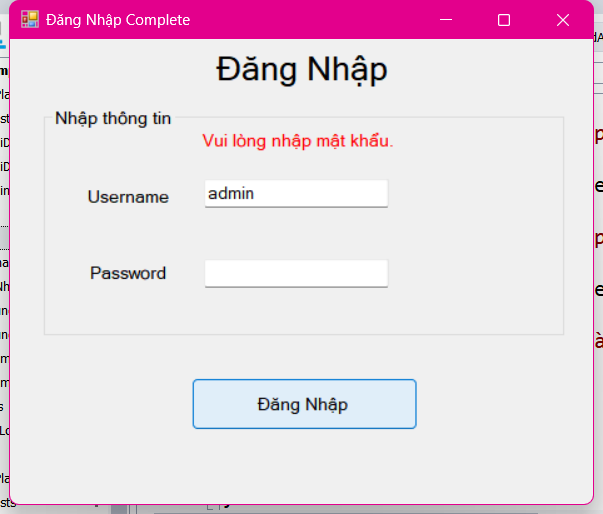 Đăng Nhập Complete
Đăng Nhập
Nhập thông tin
Vui lòng nhập mật khẩu.
Username
admin
Password
Đăng Nhập